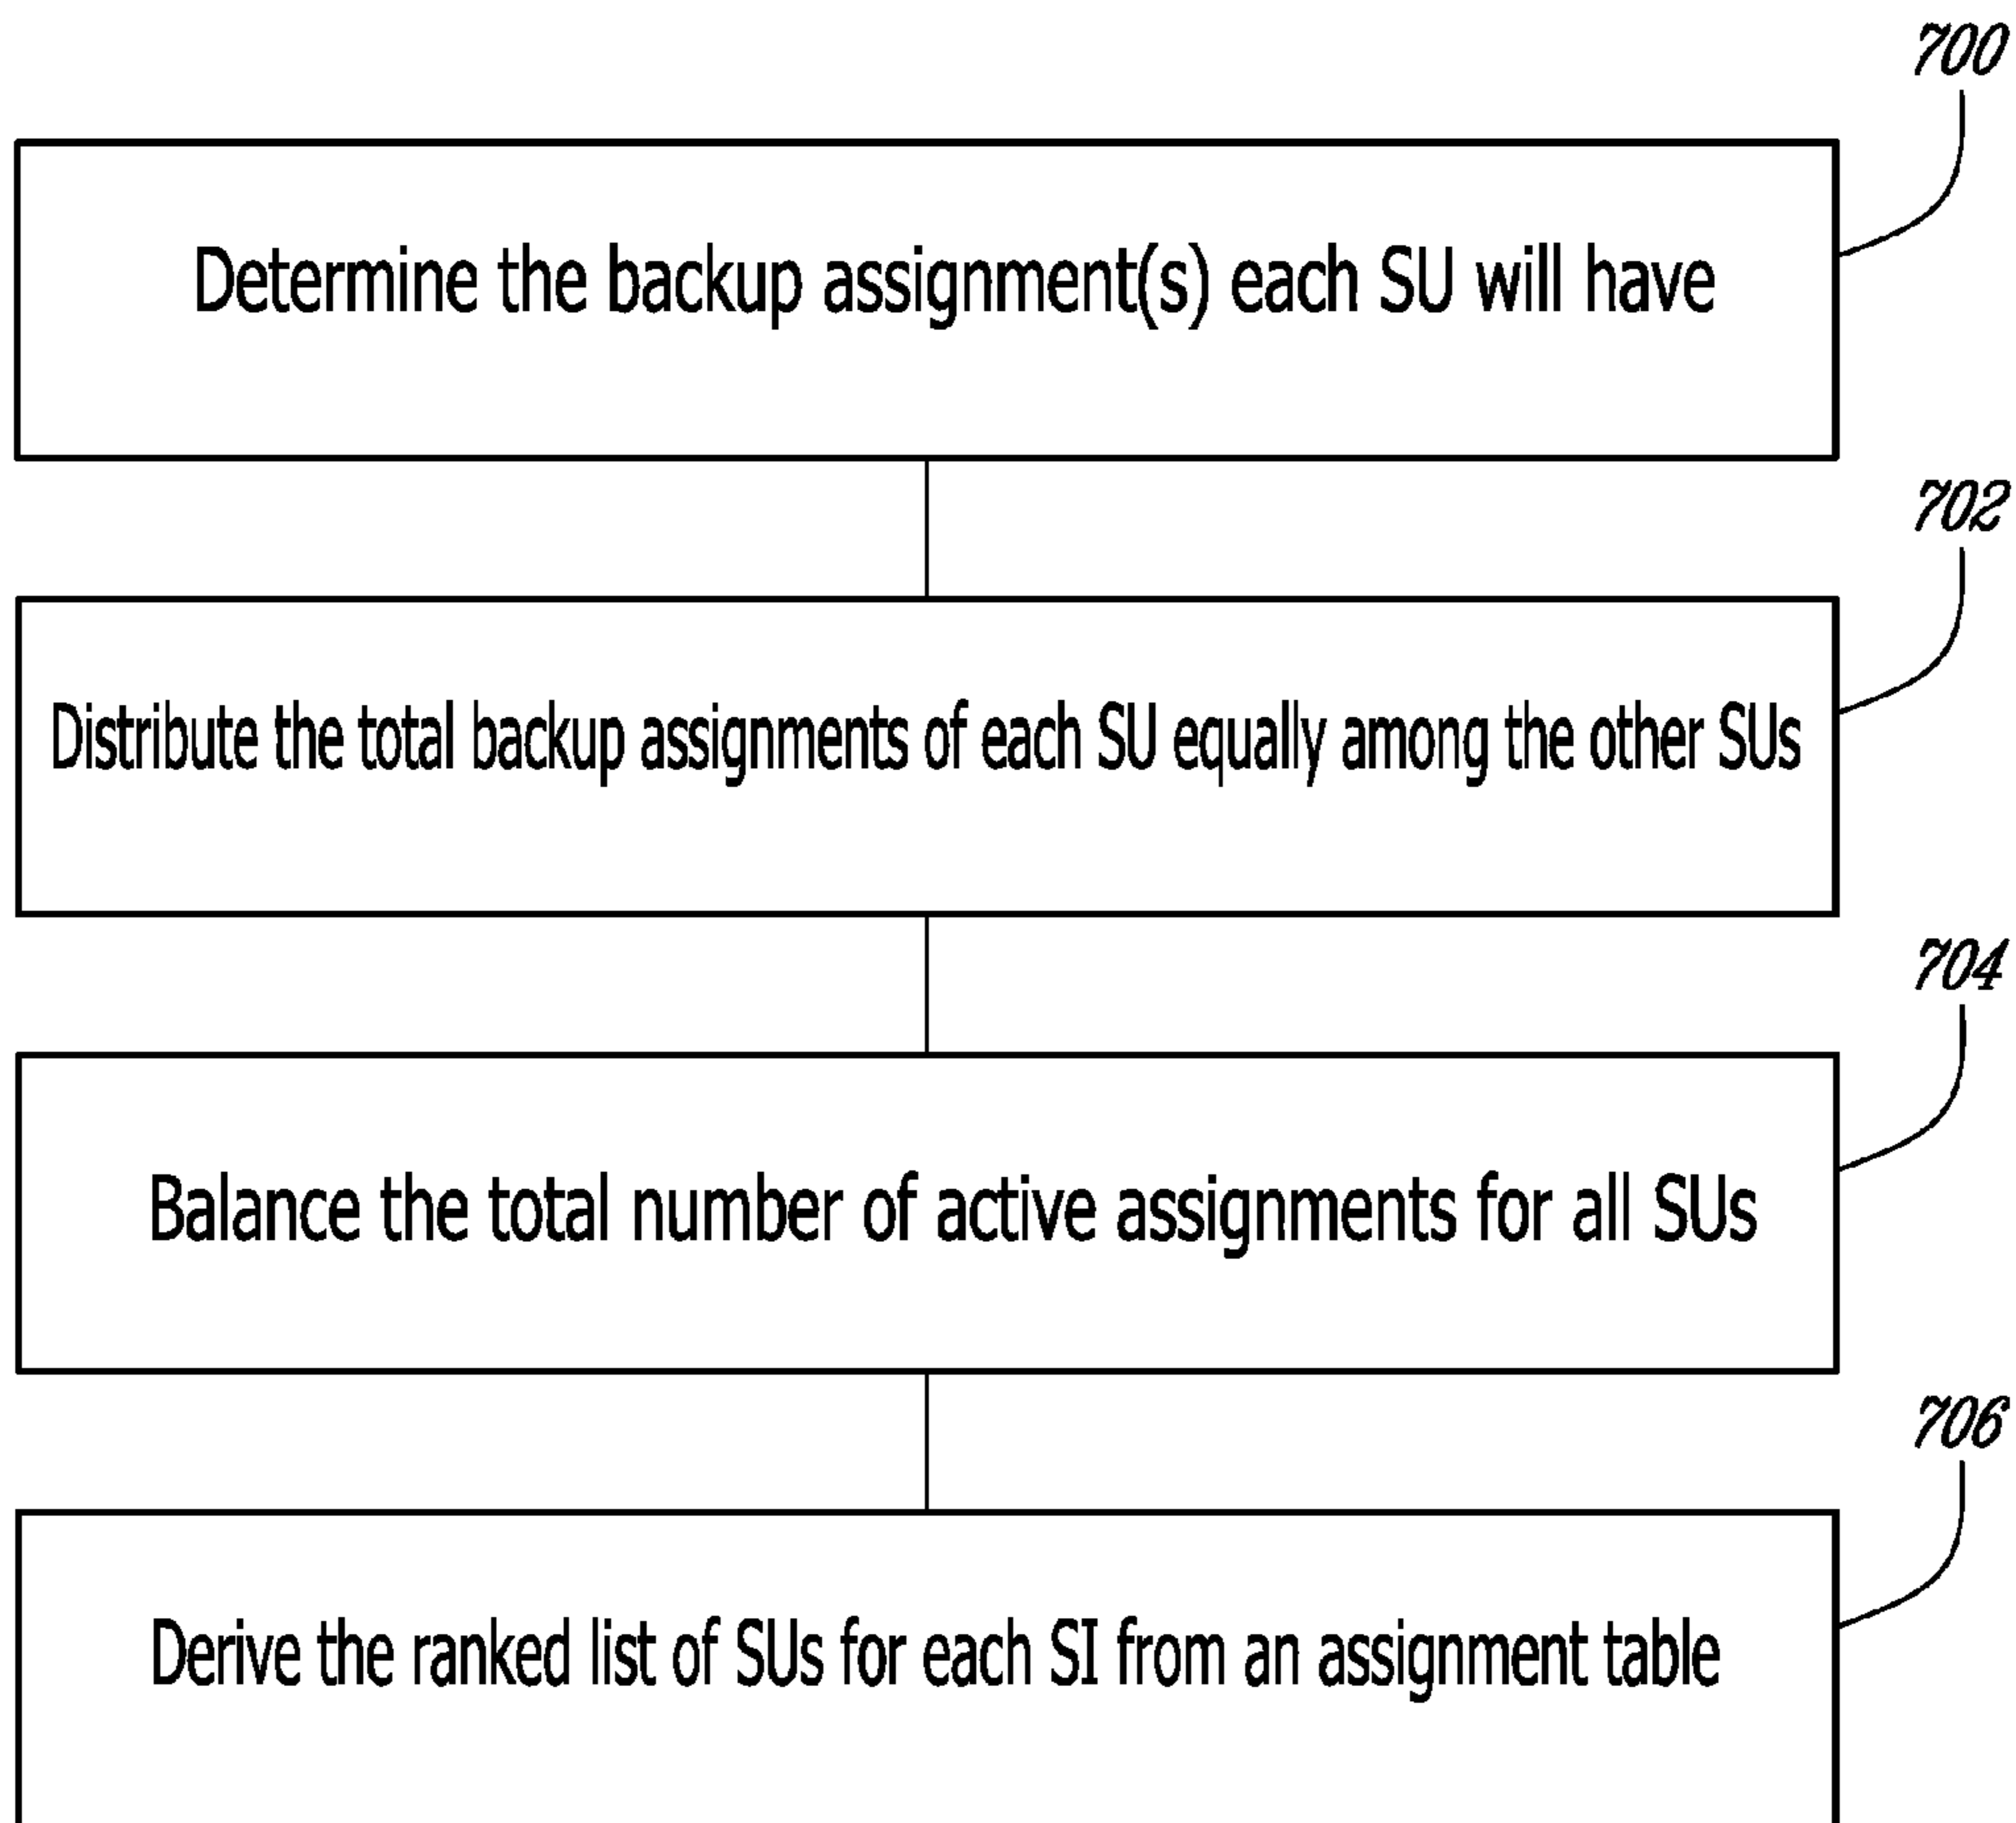 700
Determine the backup assignment(s) each SU will have
702
Distribute the total backup assignments of each SU equally among the other SUs
704
Balance the total number of active assignments for all SUs
706
Derive the ranked list of SUs for each SI from an assignment table